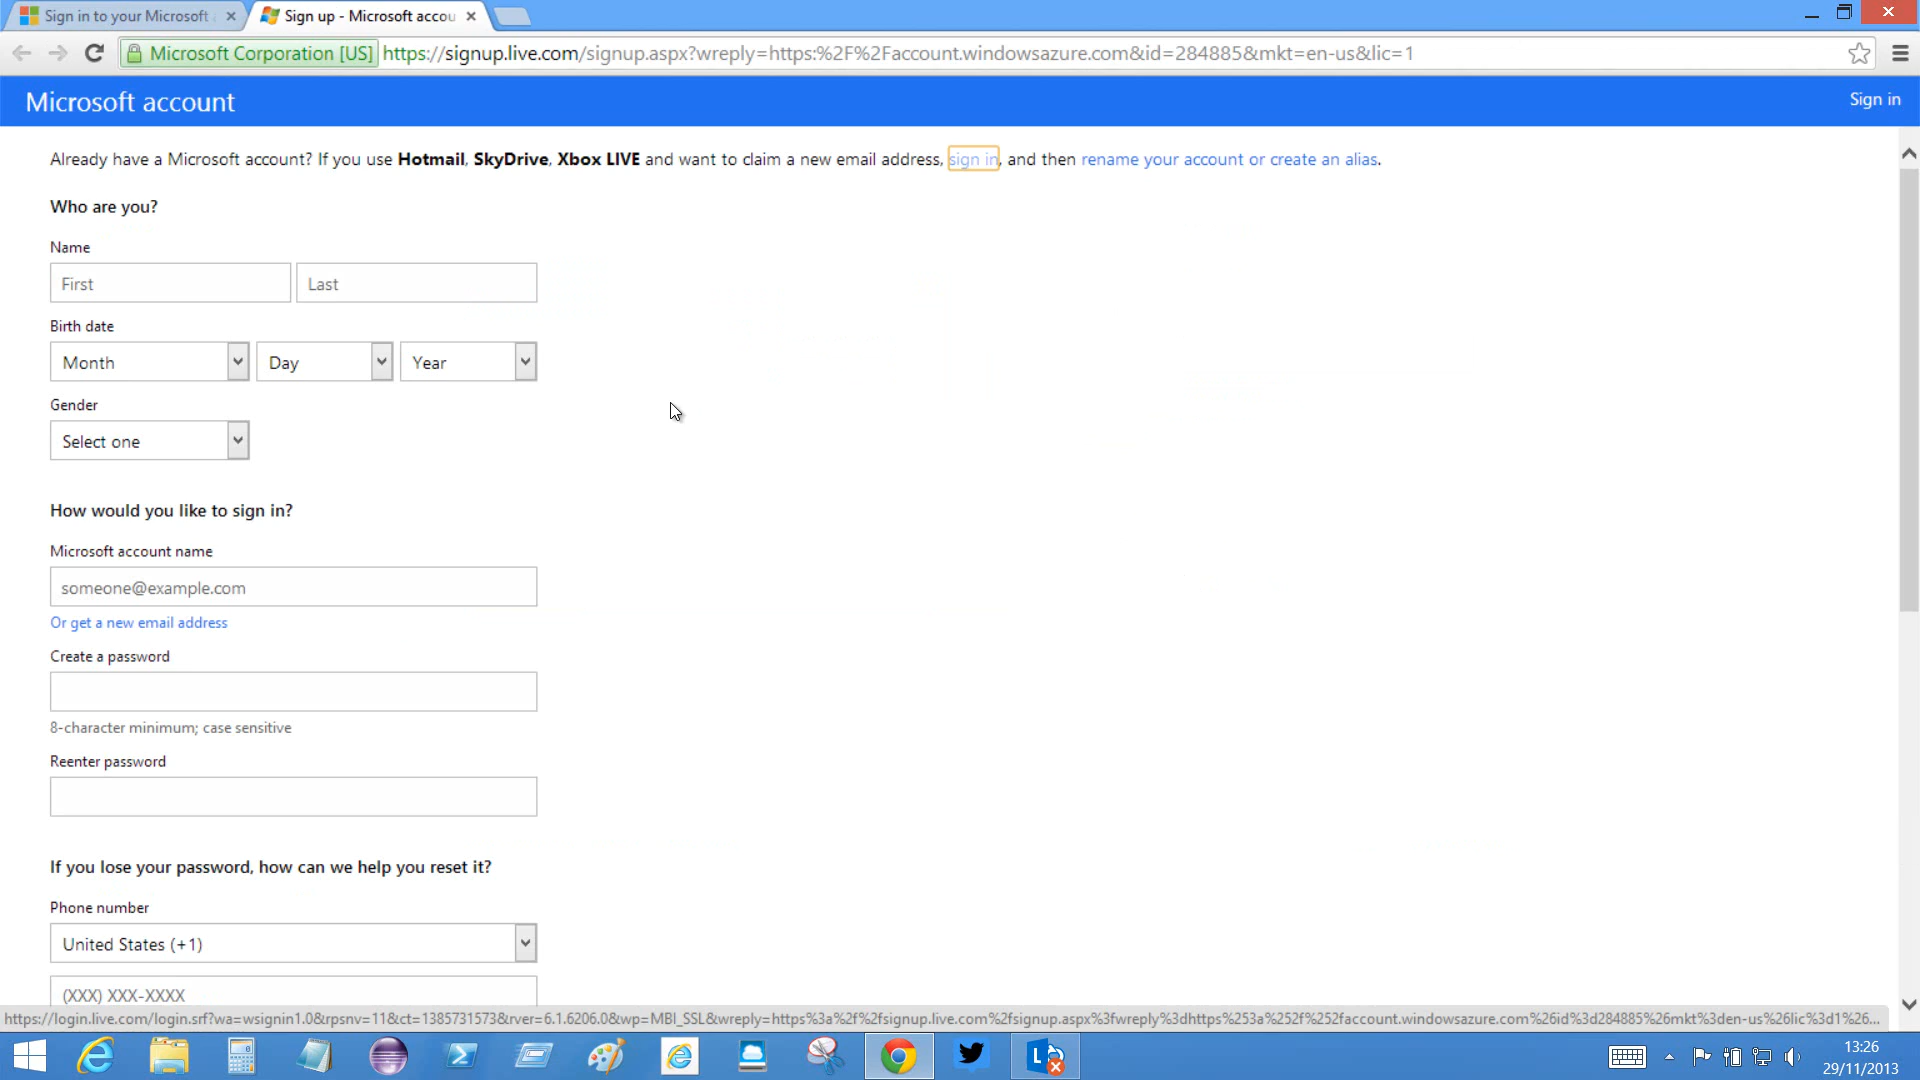 Sign in to your Microsoft a
Sign up - Microsoft accou
Microsoft Corporation [US] https://signup.live.com/signup.aspx?wreply=https:%2F%2Faccount.windowsazure.com&id=284885&mkt=en-us&lic=1
Microsoft account
Sign in
Already have a Microsoft account? If you use Hotmail, SkyDrive, Xbox LIVE and want to claim a new email address, sign in, and then rename your account or create an alias.
Who are you?
Name
First
Last
Birth date
Month
Day
Year
Gender
Select one
How would you like to sign in?
Microsoft account name
someone@example.com
Or get a new email address
Create a password
8-character minimum; case sensitive
Reenter password
If you lose your password, how can we help you reset it?
Phone number
United States (+1)
(XXX) XXX-XXXX
https://login.live.com/login.srf?wa=wsignin1.0&rpsnv=11&ct=1385731573&rver=6.1.6206.0&wp=MBI_SSL&wreply=https%3a%2f%2fsignup.live.com%2fsignup.aspx%3fwreply%3dhttps%253a%252f%252faccount.windowsazure.com%26id%3d284885%26mkt%3den-us%26lic%3d1%26...
13:26
29/11/2013